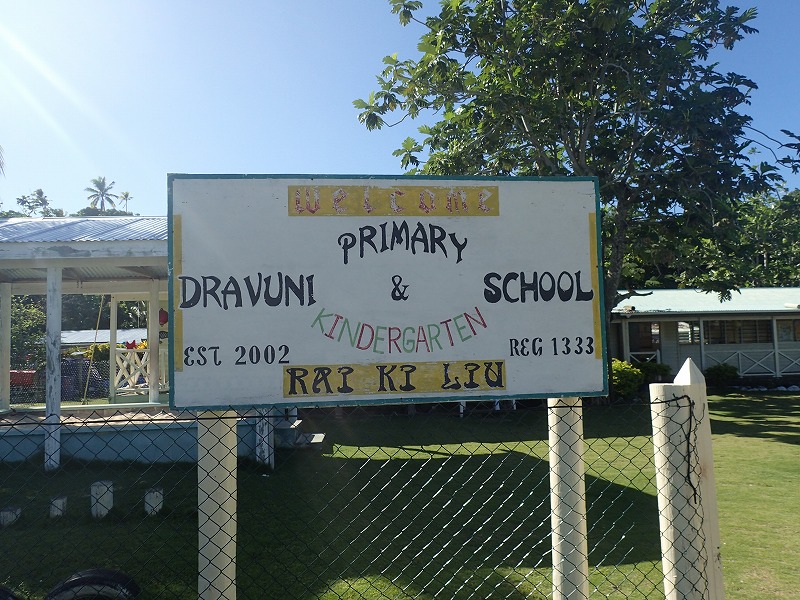 Welcome
PRIMARY
DRAVUNI & SCHOOL
KINDERGARTEN
EST 2002 REG 1333
RAI KI LIU